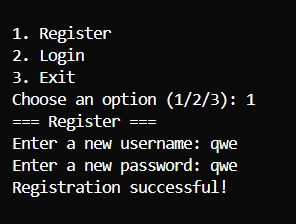 1. Register
2. Login
3. Exit
Choose an option (1/2/3): 1
=== Register ===
Enter a new username: qwe
Enter a new password: qwe
Registration successful!